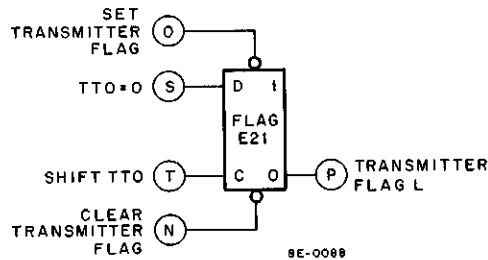 SET
TRANSMITTER
FLAG
O
TTO=0
S
D 1
FLAG
E21
SHIFT TTO
T
C 0
P
TRANSMITTER
FLAG L
CLEAR
TRANSMITTER
FLAG
N
8E-0088